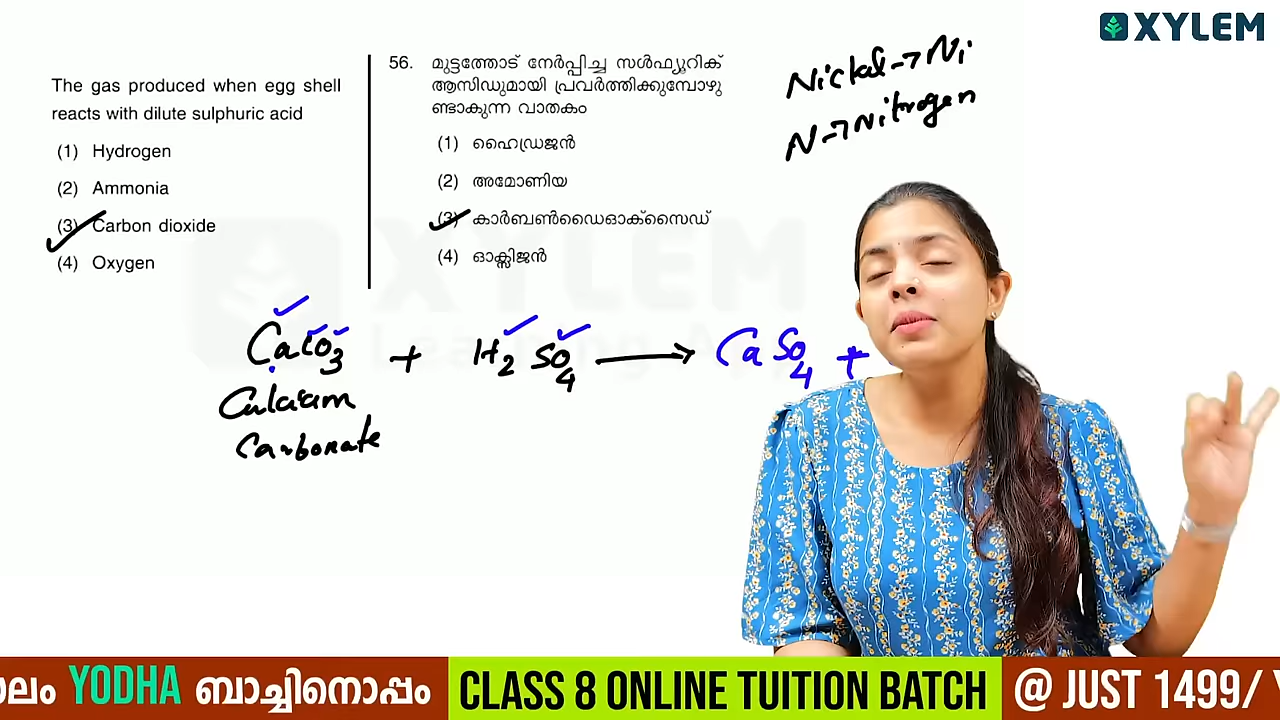 XYLEM
The gas produced when egg shell
reacts with dilute sulphuric acid
(1) Hydrogen
(2) Ammonia
(3) Carbon dioxide
(4) Oxygen
56. മുട്ടത്തോട് നേർപ്പിച്ച സൾഫ്യൂറിക്
ആസിഡുമായി പ്രവർത്തിക്കുമ്പോഴു
ണ്ടാകുന്ന വാതകം
(1) ഹൈഡ്രജൻ
(2) അമോണിയ
(3) കാർബൺഡൈഓക്സൈഡ്
(4) ഓക്സിജൻ
Nickal → Ni
N → Nitrogen
XYLEM
CaCO3 + H2SO4 → CaSO4 +
Calcium
Carbonate
ലം YODHA ബാച്ചിനൊപ്പം CLASS 8 ONLINE TUITION BATCH @ JUST 1499/